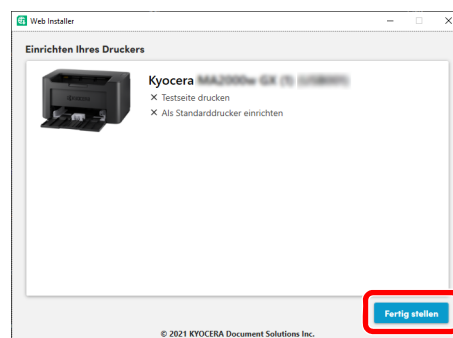 Web Installer
Einrichten Ihres Druckers
Kyocera
Testseite drucken
Als Standarddrucker einrichten
Fertig stellen
© 2021 KYOCERA Document Solutions Inc.